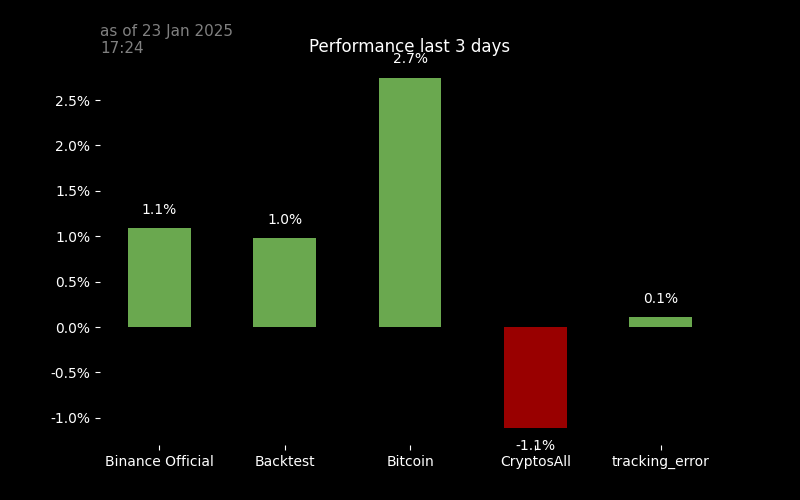 as of 23 Jan 2025
17:24
Performance last 3 days
2.7%
2.5%
2.0%
1.5%
1.1%
1.0%
1.0%
0.5%
0.1%
0.0%
-0.5%
-1.0%
-1.1%
Binance Official
Backtest
Bitcoin
CryptosAll
tracking_error